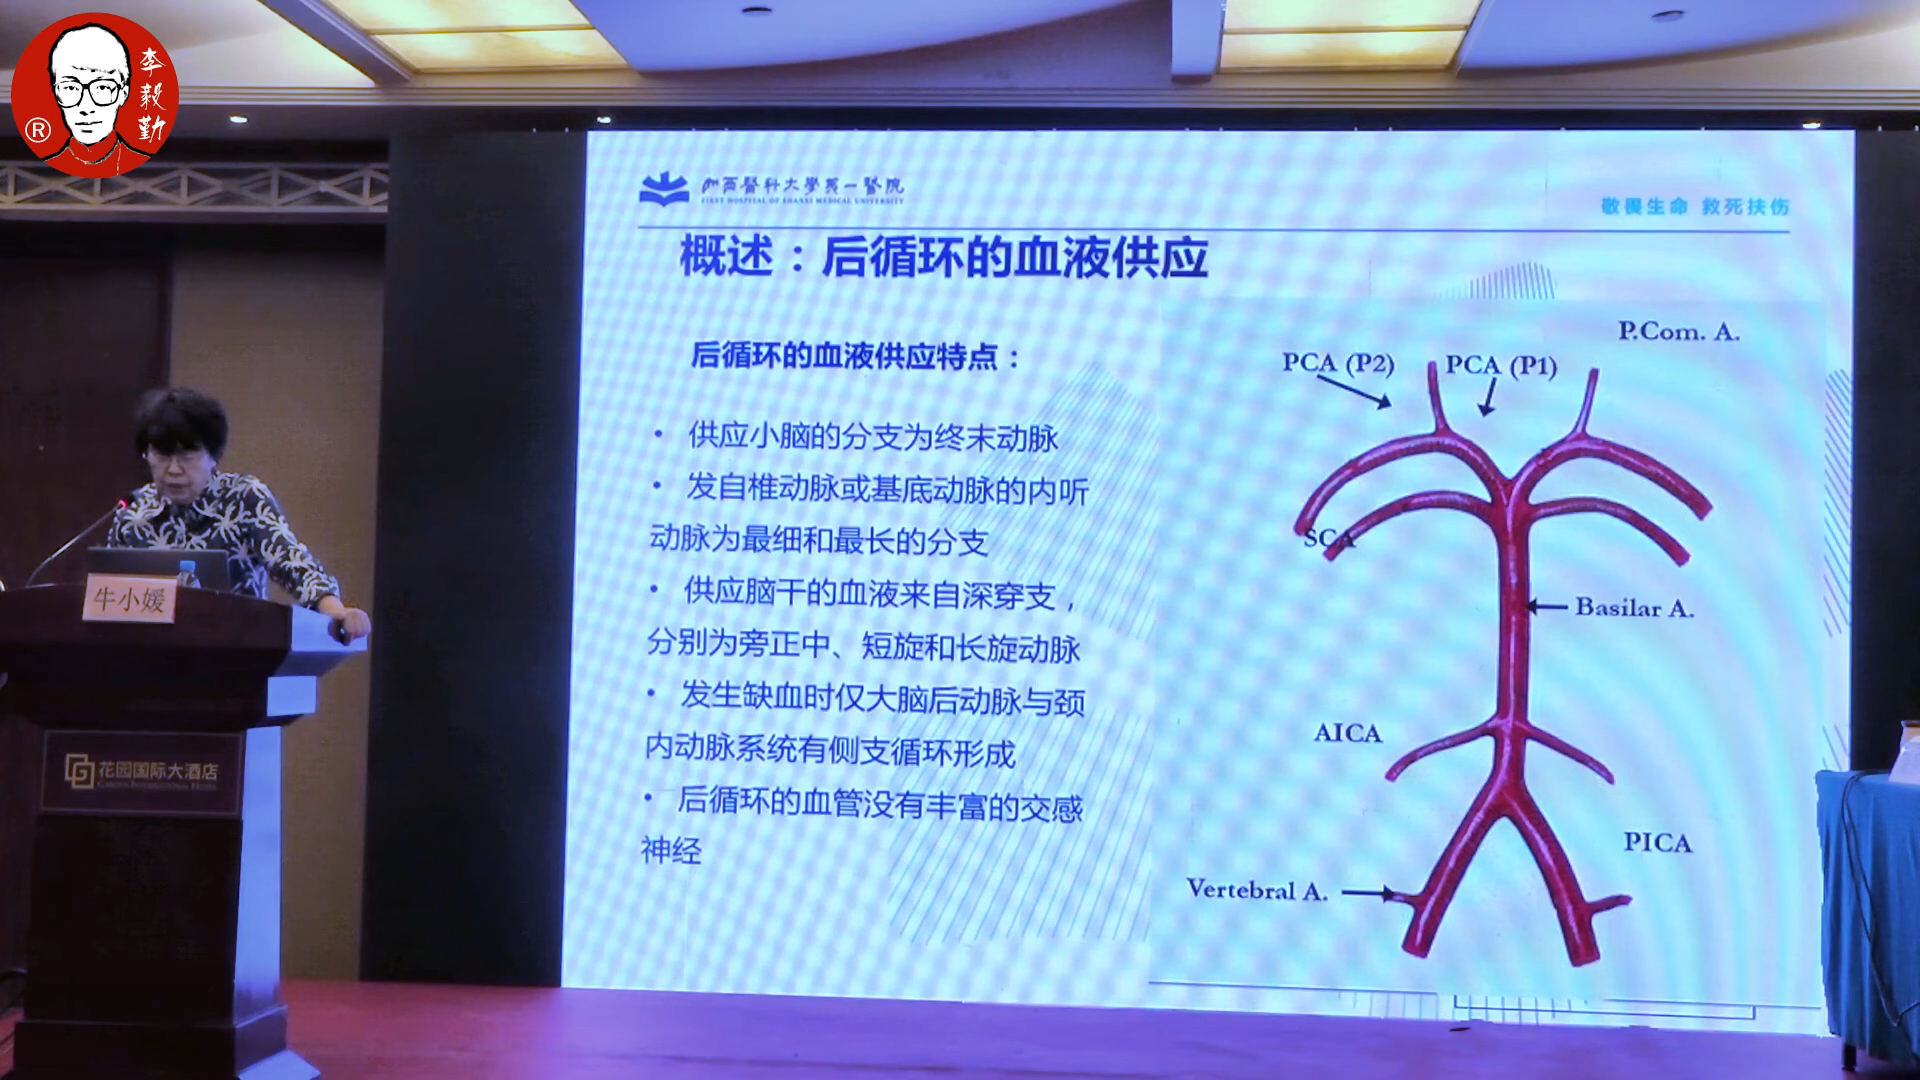 李毅勤
®
山西医科大学第一医院
FIRST HOSPITAL OF SHANXI MEDICAL UNIVERSITY
敬畏生命 救死扶伤
概述：后循环的血液供应
后循环的血液供应特点：
• 供应小脑的分支为终末动脉
• 发自椎动脉或基底动脉的内听
动脉为最细和最长的分支
• 供应脑干的血液来自深穿支，
分别为旁正中、短旋和长旋动脉
• 发生缺血时仅大脑后动脉与颈
内动脉系统有侧支循环形成
• 后循环的血管没有丰富的交感
神经
P.Com. A.
PCA (P2)
PCA (P1)
SCA
Basilar A.
AICA
PICA
Vertebral A.
牛小媛
花园国际大酒店
GARDEN INTERNATIONAL HOTEL